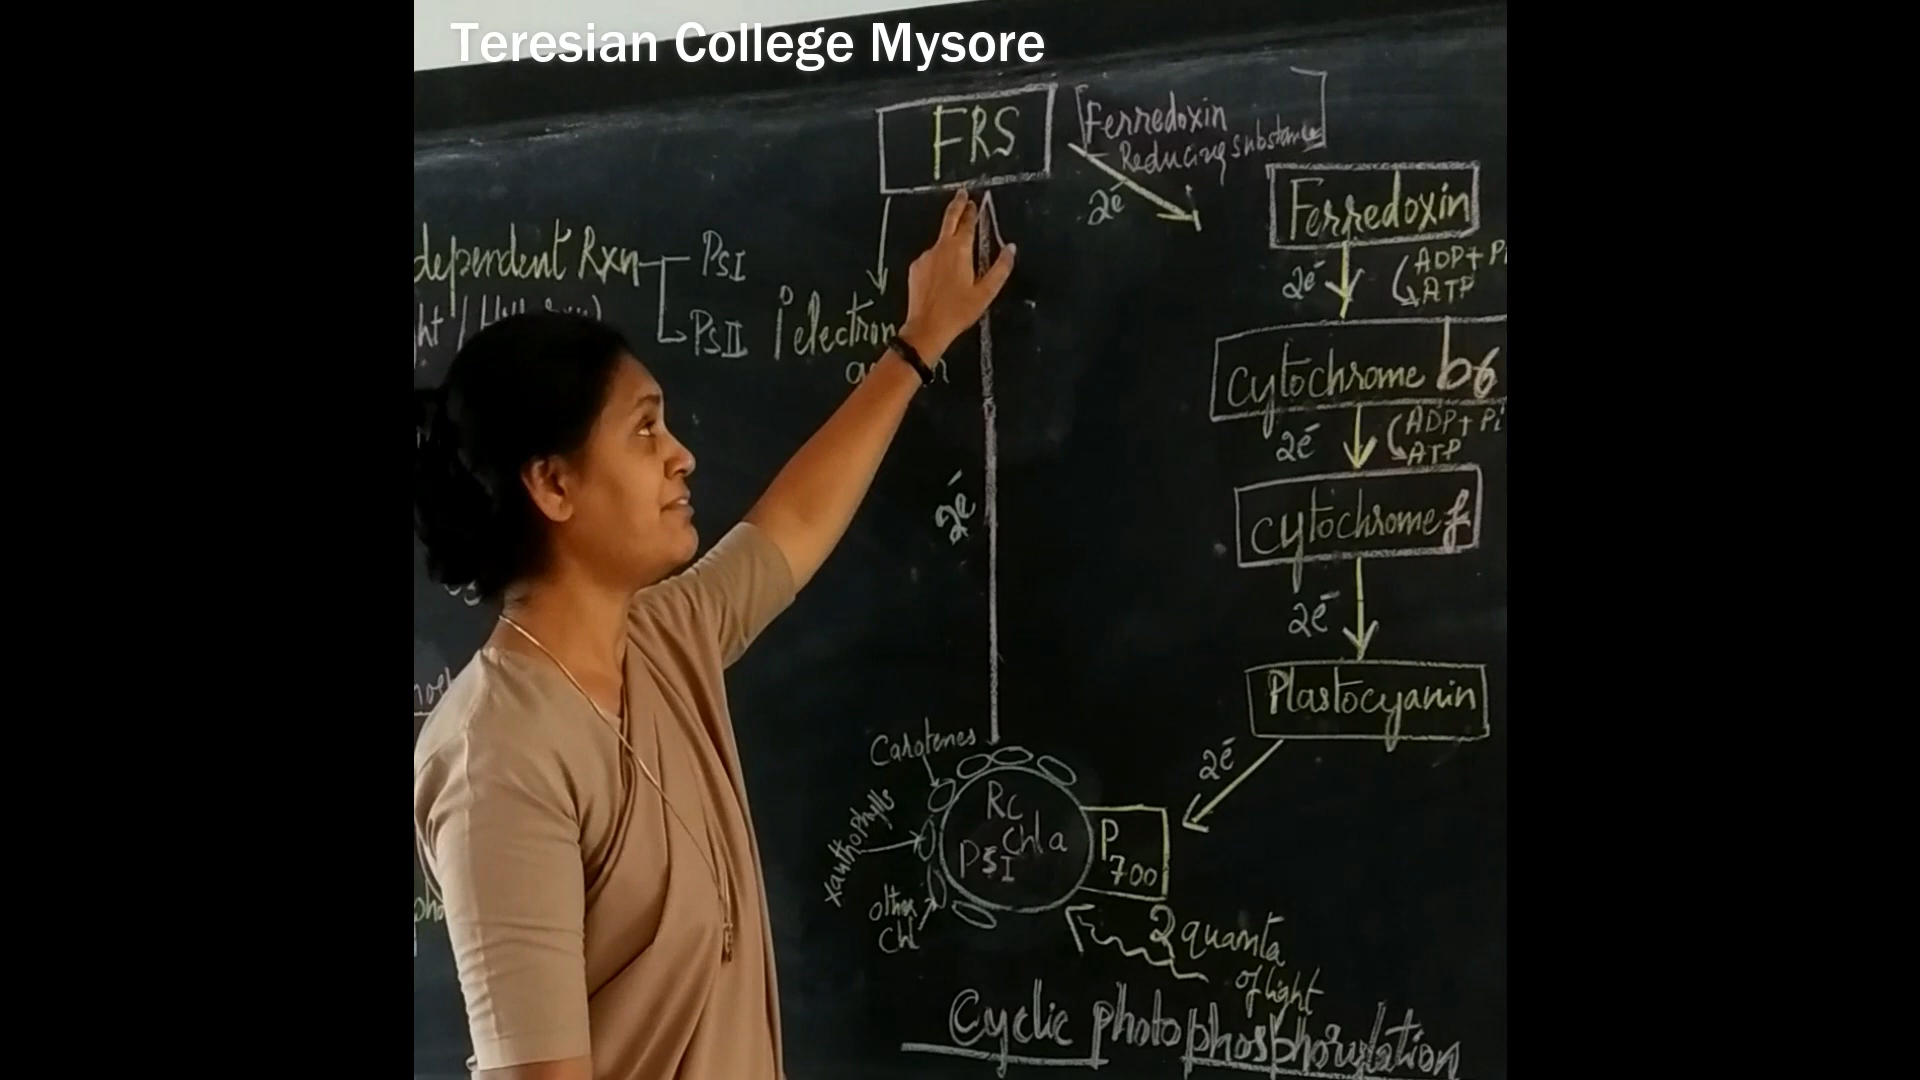 Teresian College Mysore
FRS
[Ferredoxin
Reducing substance]
2e⁻
Ferredoxin
2e⁻
ADP + Pi
ATP
dependent Rxn
PSI
PSII
1° electron
Cytochrome b6
2e⁻
ADP + Pi
ATP
Cytochrome f
2e⁻
2e⁻
Plastocyanin
2e⁻
Carotenes
Xanthophylls
other
Chl
RC
Chl a
PSI
P
700
2 quanta
of light
Cyclic photophosphorylation